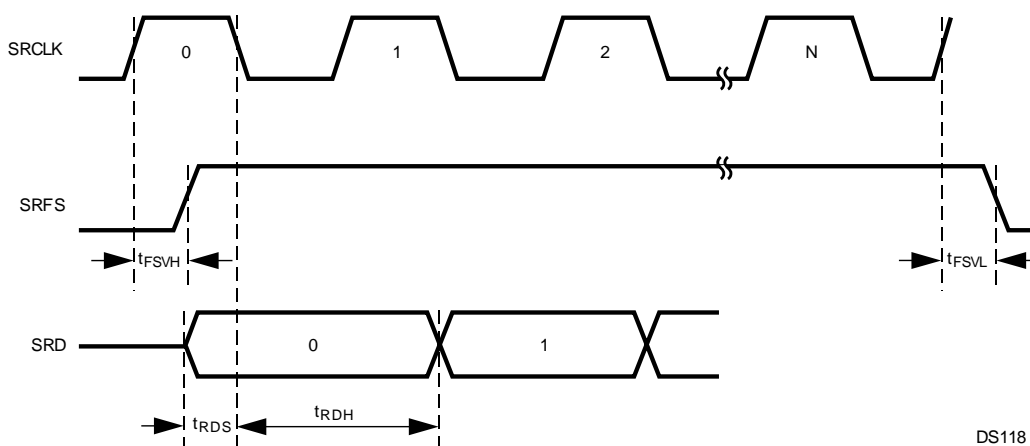 SRCLK 0 1 2 N
SRFS
tFSVH tFSVL
SRD 0 1
tRDS tRDH
DS118